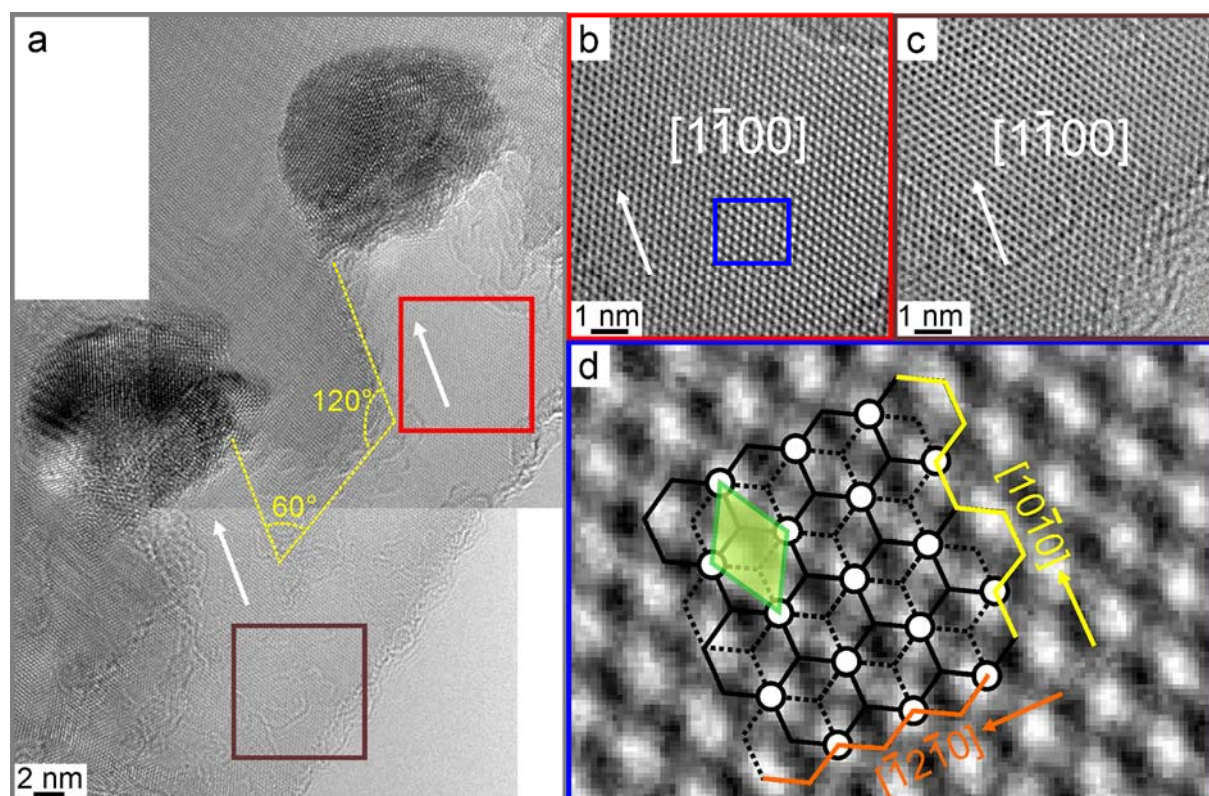 a
120°
60°
2 nm
b
[11̄00]
1 nm
c
[11̄00]
1 nm
d
[101̄0]
[1̄21̄0]